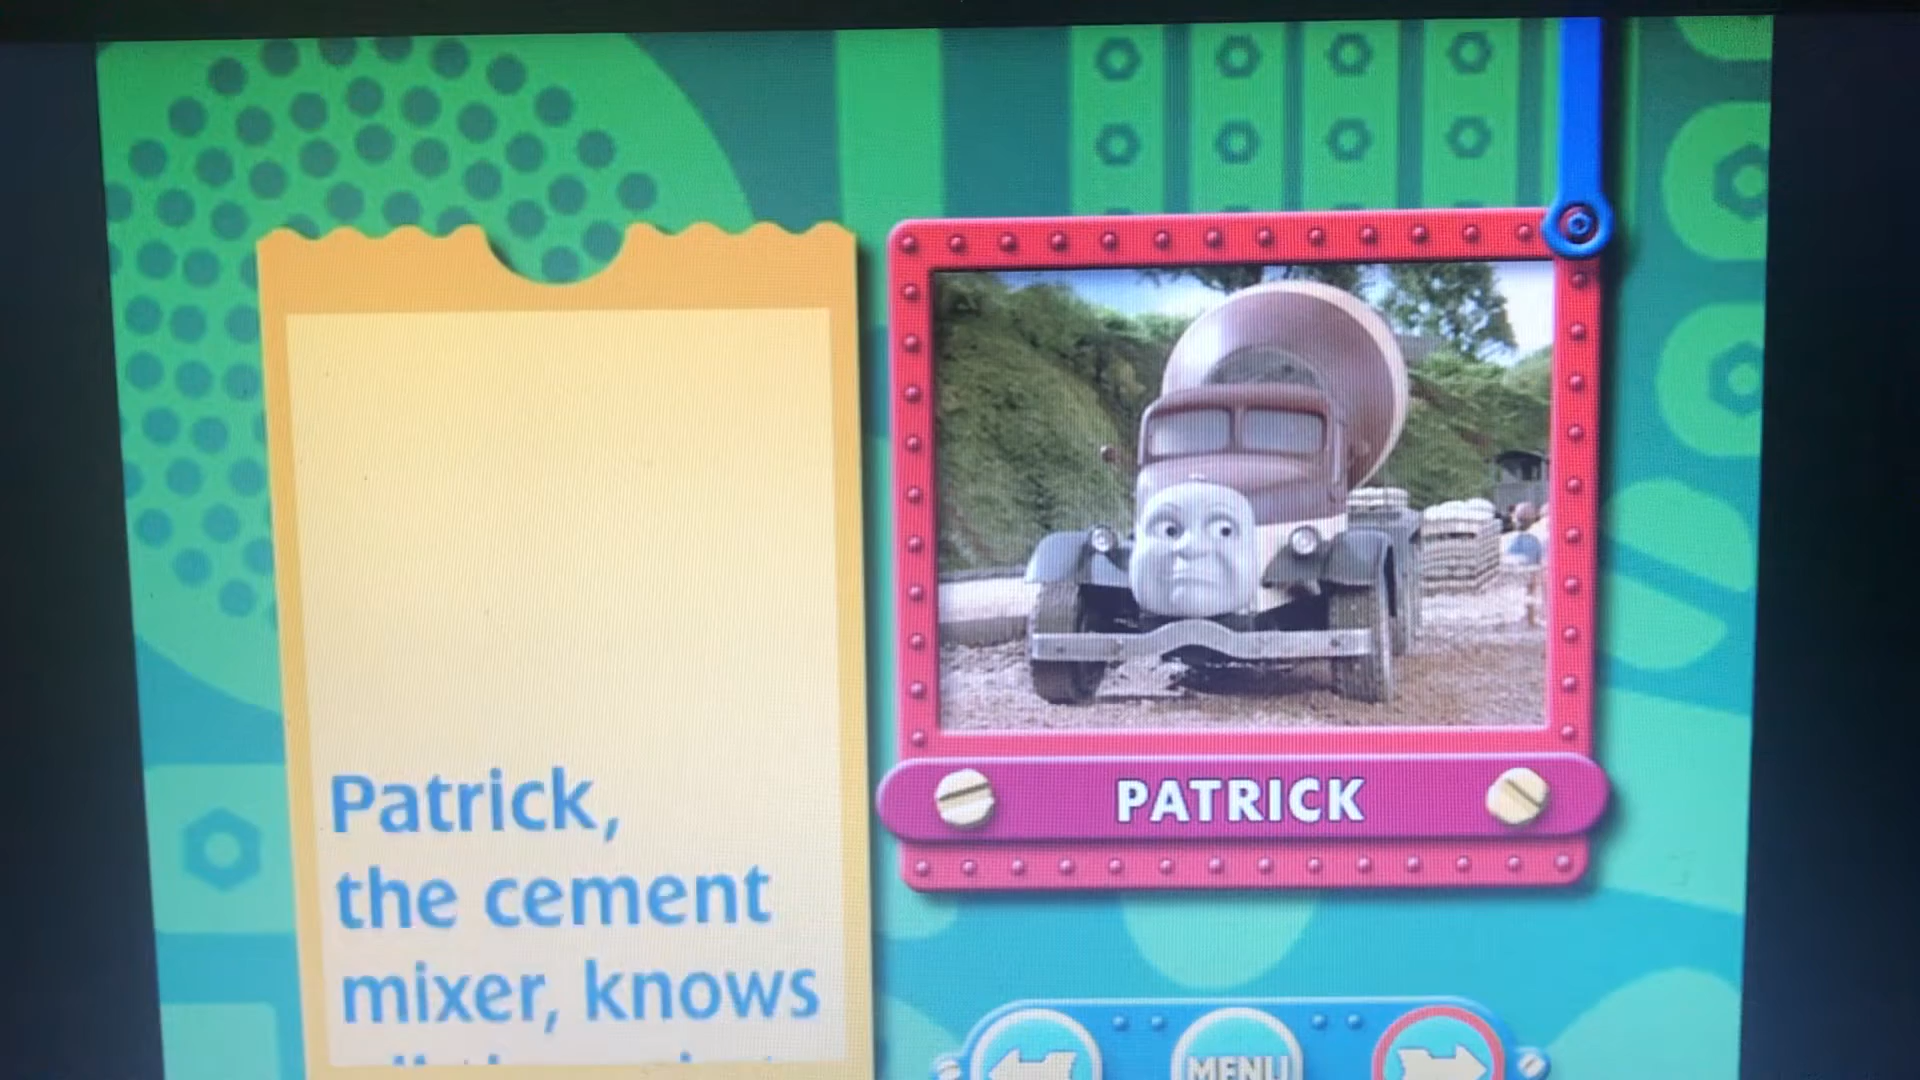 Patrick,
the cement
mixer, knows
PATRICK
MENU